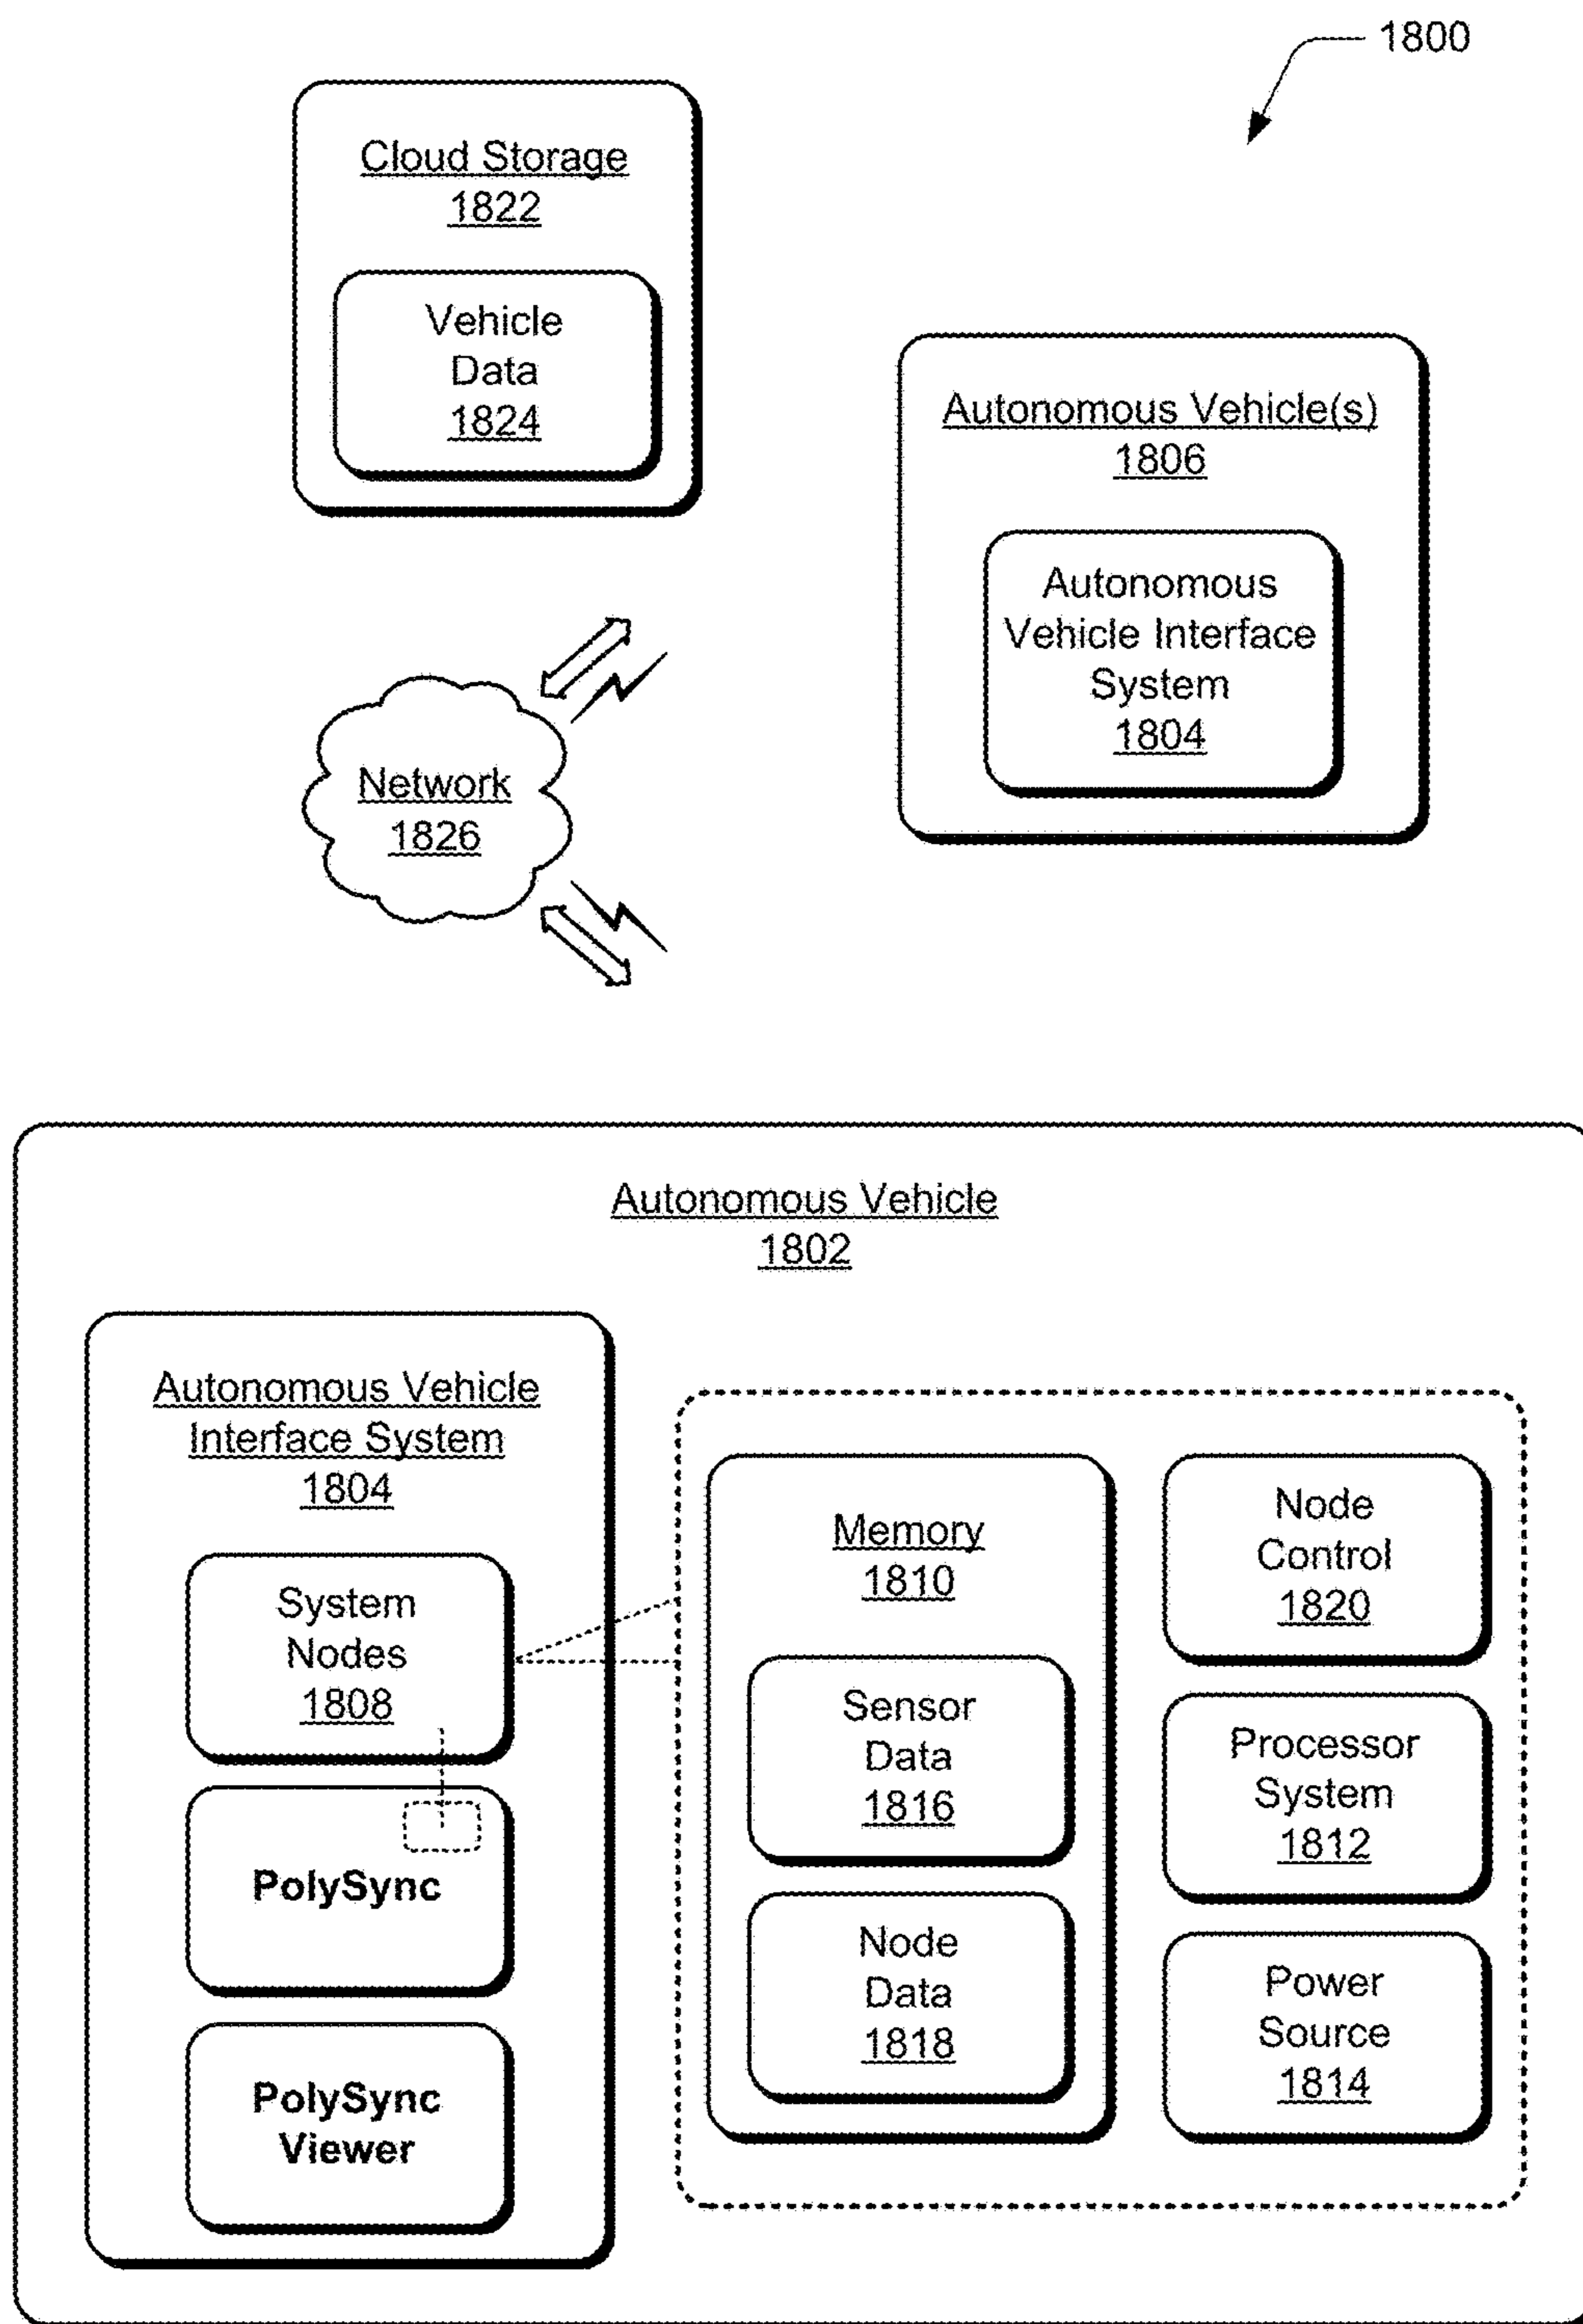 1800
Cloud Storage
1822
Vehicle
Data
1824
Autonomous Vehicle(s)
1806
Autonomous
Vehicle Interface
System
1804
Network
1826
Autonomous Vehicle
1802
Autonomous Vehicle
Interface System
1804
System
Nodes
1808
PolySync
PolySync
Viewer
Memory
1810
Sensor
Data
1816
Node
Data
1818
Node
Control
1820
Processor
System
1812
Power
Source
1814